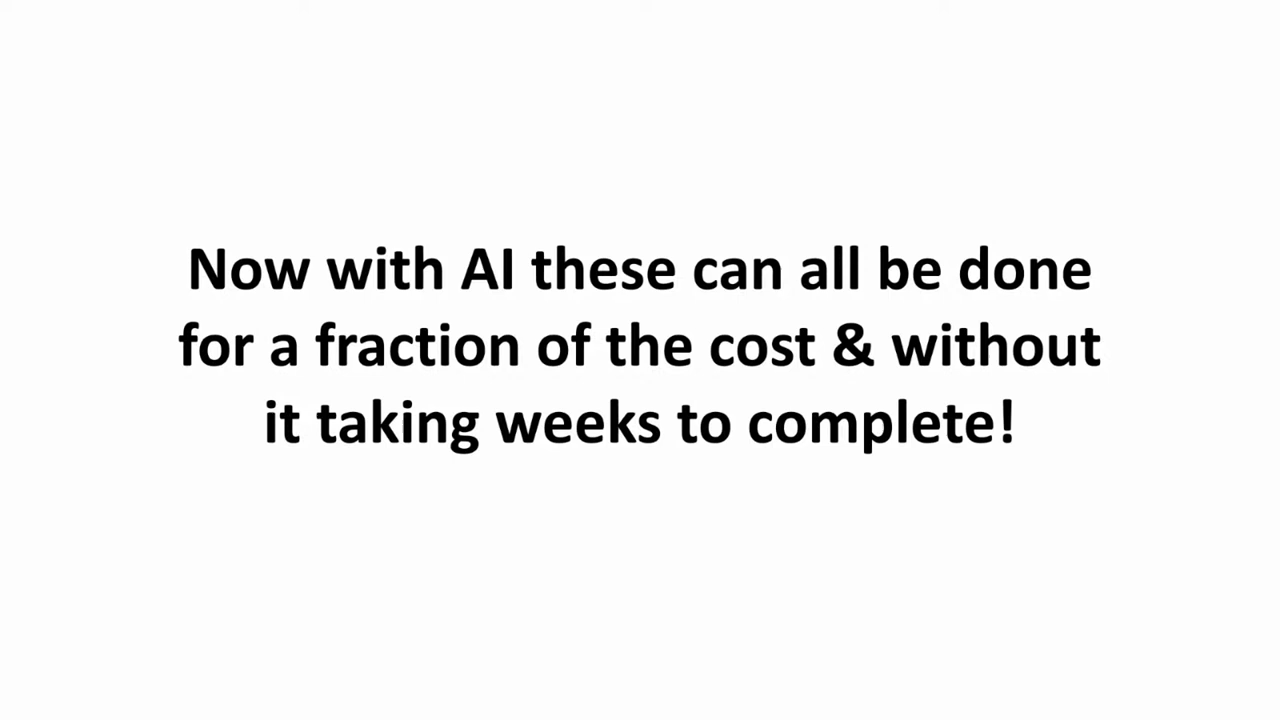 Now with AI these can all be done
for a fraction of the cost & without
it taking weeks to complete!